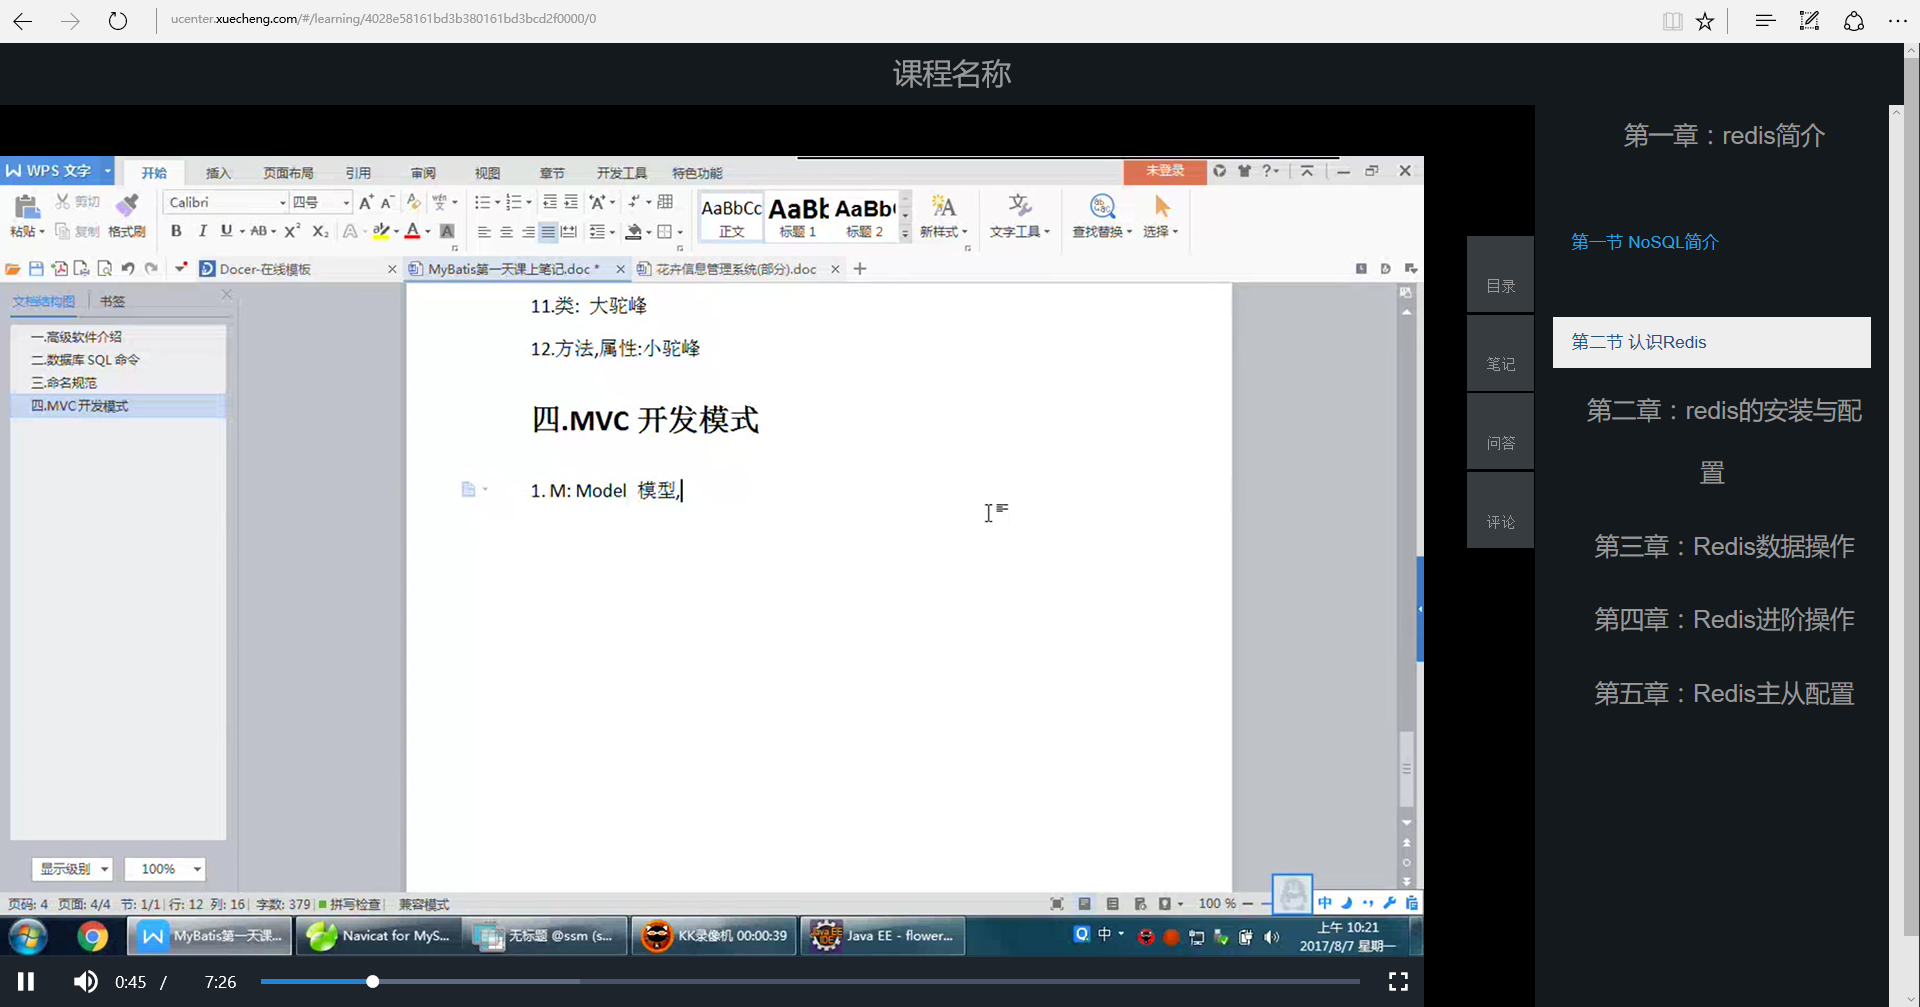 ucenter.xuecheng.com/#/learning/4028e58161bd3b380161bd3bcd2f0000/0
课程名称
WPS 文字
开始 插入 页面布局 引用 审阅 视图 章节 开发工具 特色功能
未登录
剪切
Calibri 四号
AaBbCc AaBb AaBb
粘贴 复制 格式刷
正文 标题 1 标题 2 新样式 文字工具 查找替换 选择
Docer-在线模板
MyBatis第一天课上笔记.doc *
花卉信息管理系统(部分).doc
文档结构图 书签
一.高级软件介绍
二.数据库 SQL 命令
三.命名规范
四.MVC 开发模式
11.类: 大驼峰
12.方法,属性:小驼峰
四.MVC 开发模式
1. M: Model 模型,
显示级别 100%
页码: 4 页面: 4/4 节: 1/1 行: 12 列: 16 字数: 379 拼写检查 兼容模式
100 %
中
MyBatis第一天课...
Navicat for MyS...
无标题 @ssm (s...
KK录像机 00:00:39
Java EE - flower...
中
上午 10:21
2017/8/7 星期一
0:45 / 7:26
目录
笔记
问答
评论
第一章：redis简介
第一节 NoSQL简介
第二节 认识Redis
第二章：redis的安装与配
置
第三章：Redis数据操作
第四章：Redis进阶操作
第五章：Redis主从配置